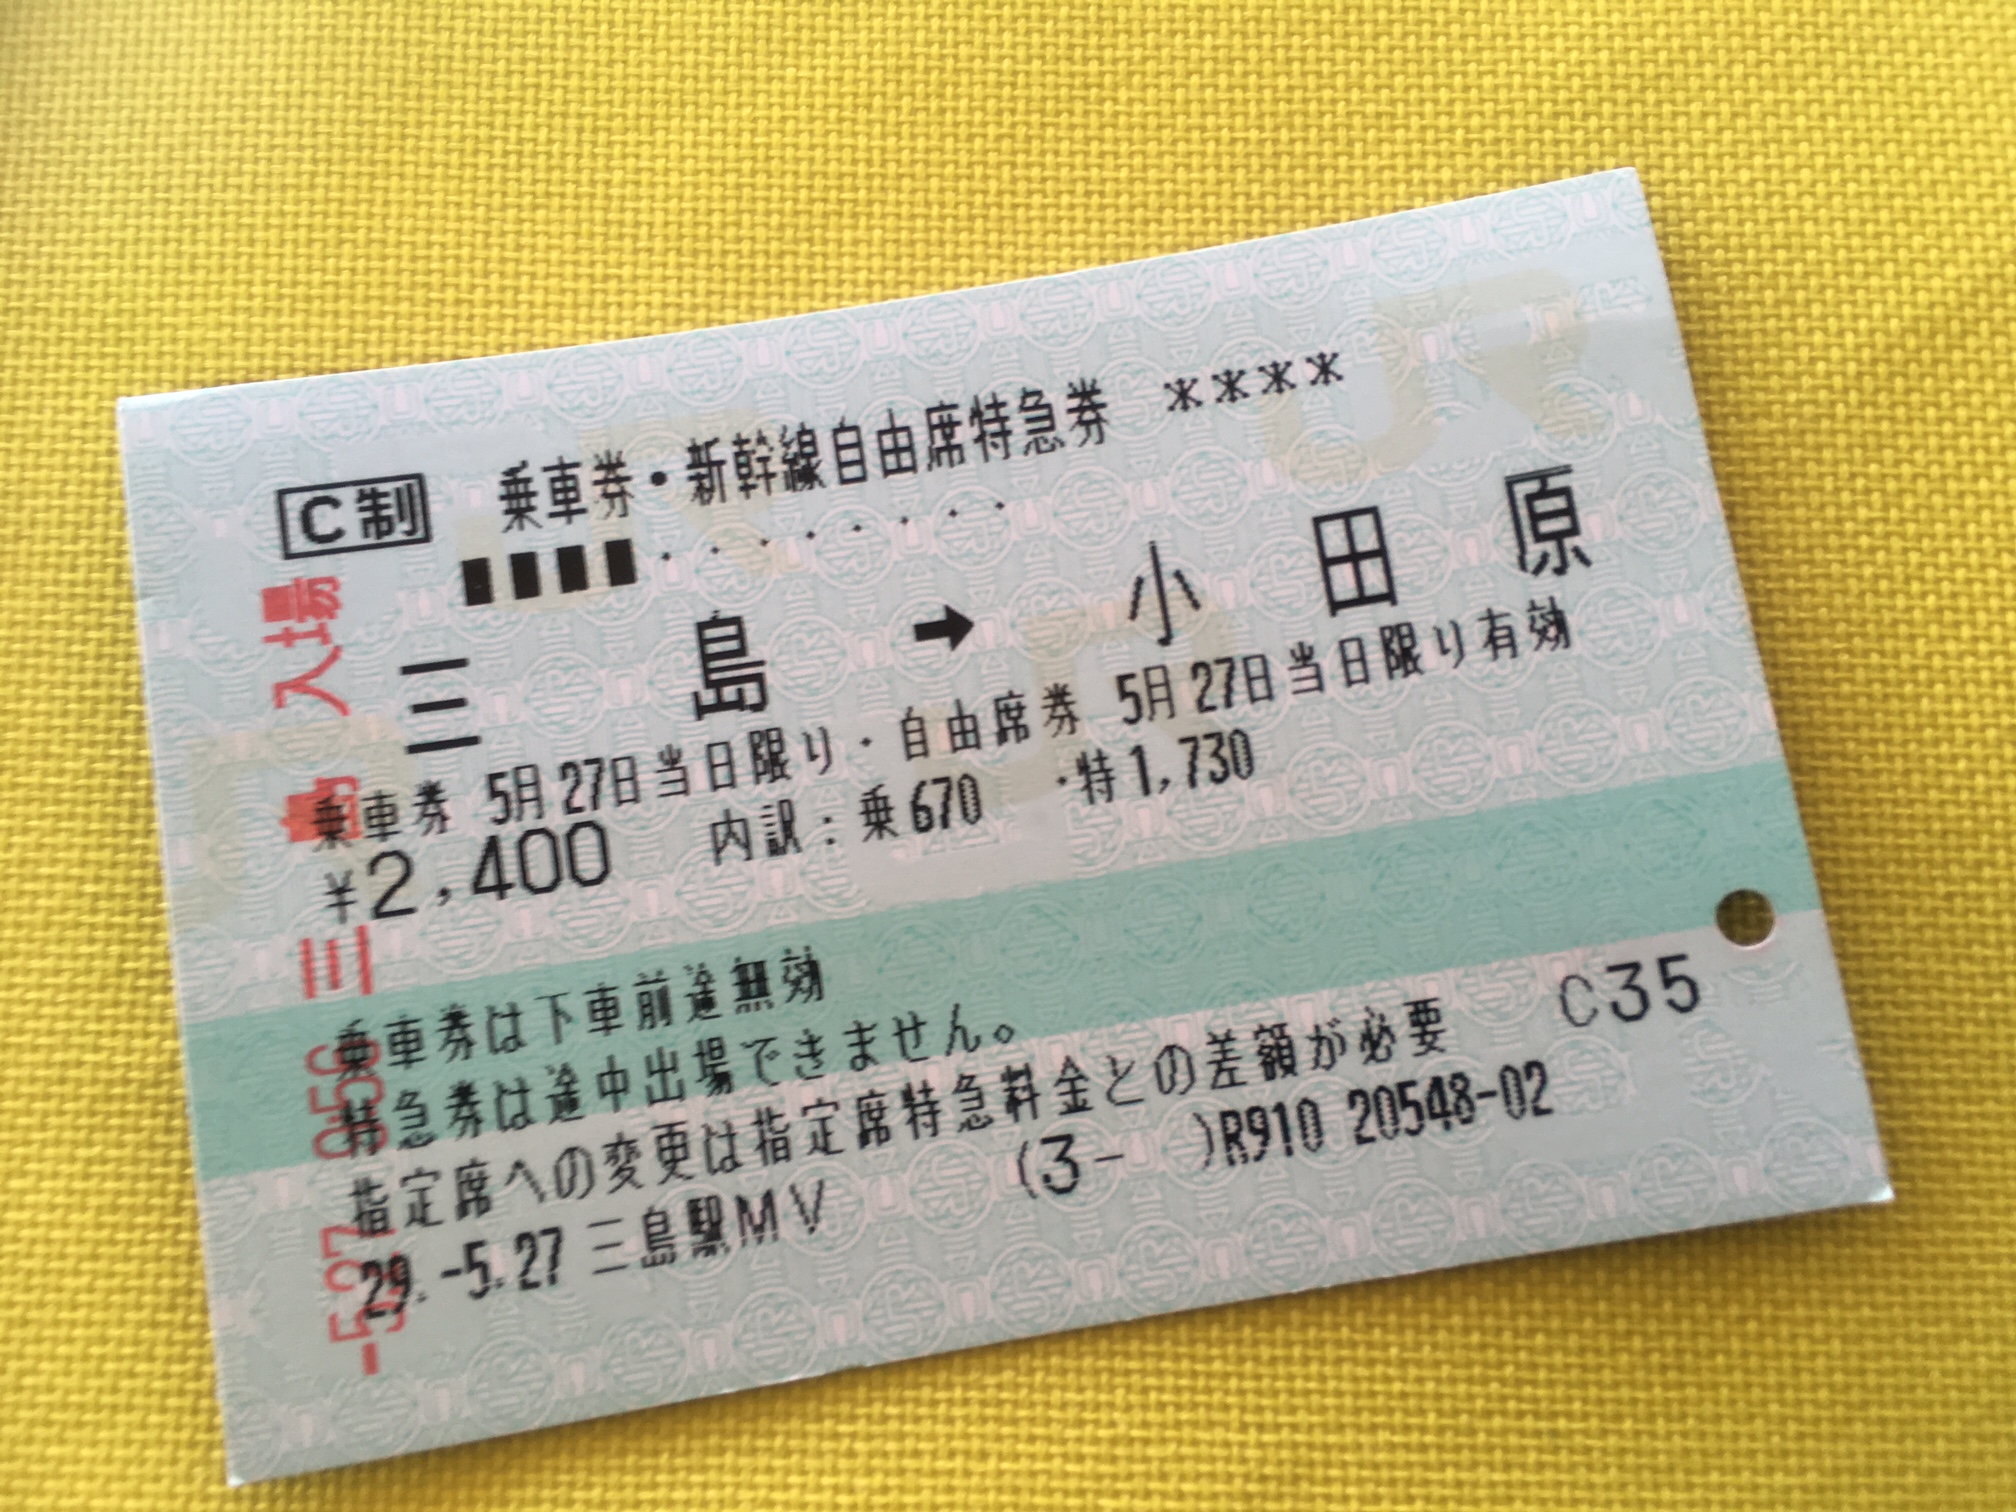 C制 乗車券・新幹線自由席特急券 ****
三島 → 小田原
乗車券 5月27日当日限り・自由席券 5月27日当日限り有効
¥2,400 内訳:乗670 ・特1,730
乗車券は下車前途無効
特急券は途中出場できません。
指定席への変更は指定席特急料金との差額が必要 C35
29.-5.27 三島駅MV (3- )R910 20548-02
-5.27 956 三島 入場